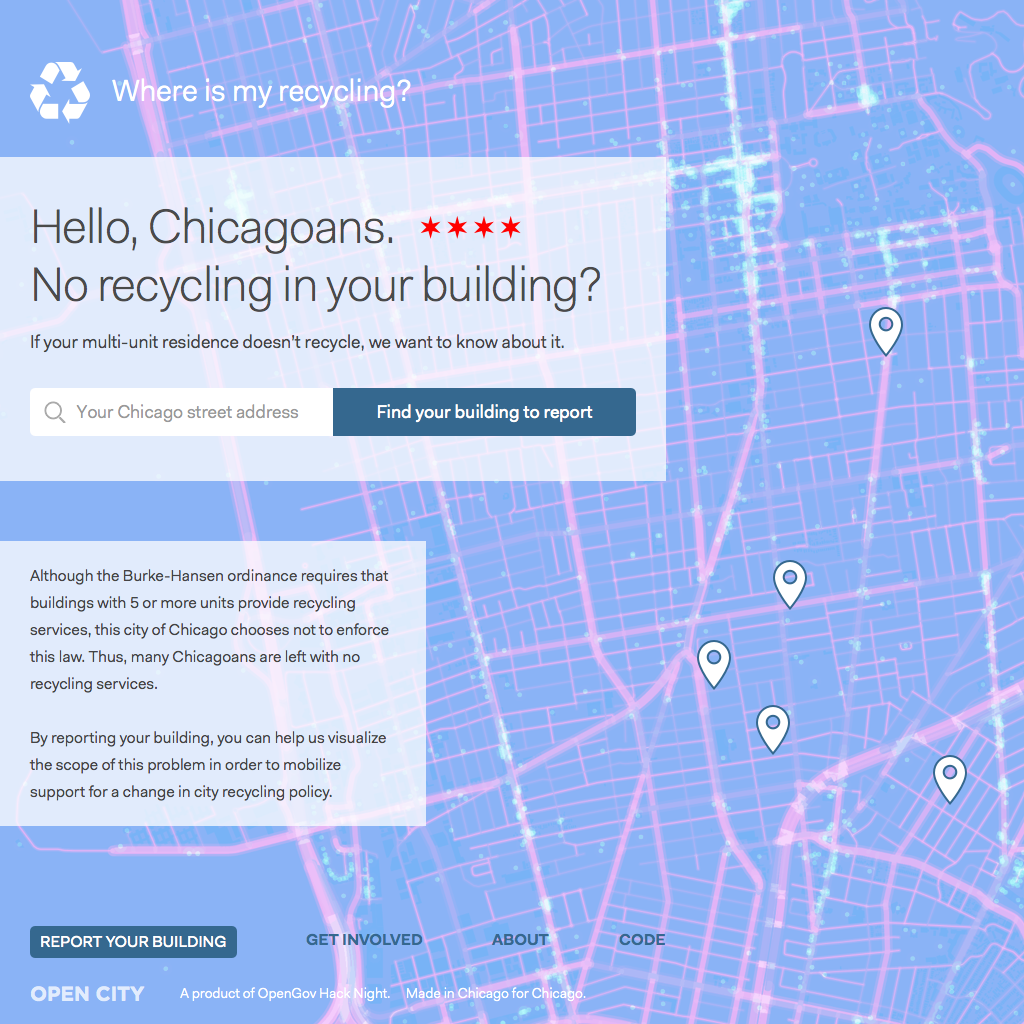 Where is my recycling?
Hello, Chicagoans.
No recycling in your building?
If your multi-unit residence doesn't recycle, we want to know about it.
Your Chicago street address
Find your building to report
Although the Burke-Hansen ordinance requires that
buildings with 5 or more units provide recycling
services, this city of Chicago chooses not to enforce
this law. Thus, many Chicagoans are left with no
recycling services.
By reporting your building, you can help us visualize
the scope of this problem in order to mobilize
support for a change in city recycling policy.
REPORT YOUR BUILDING
GET INVOLVED
ABOUT
CODE
OPEN CITY
A product of OpenGov Hack Night.
Made in Chicago for Chicago.